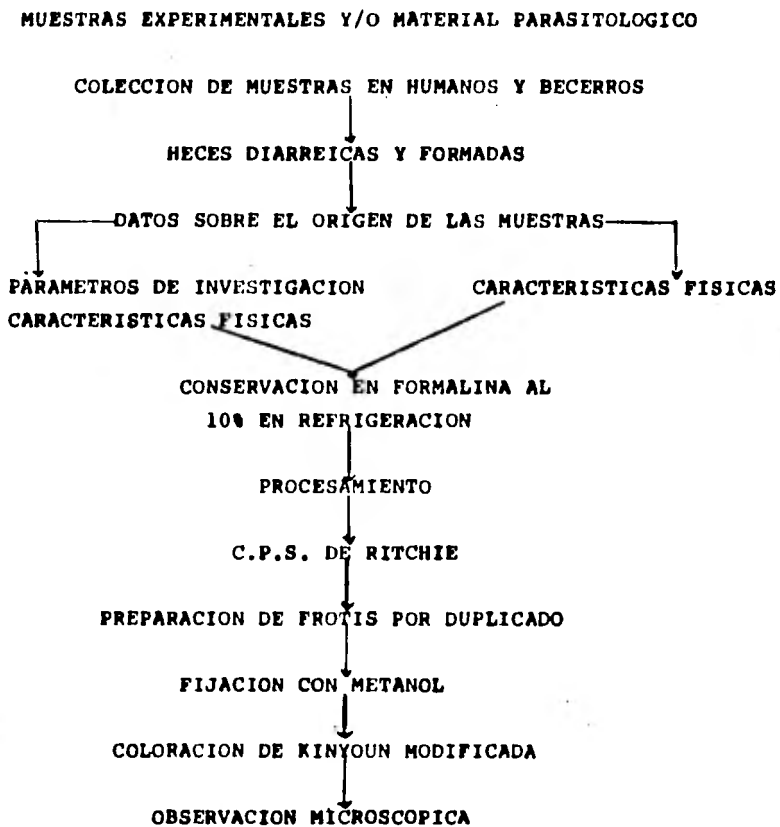 MUESTRAS EXPERIMENTALES Y/O MATERIAL PARASITOLOGICO
COLECCION DE MUESTRAS EN HUMANOS Y BECERROS
HECES DIARREICAS Y FORMADAS
DATOS SOBRE EL ORIGEN DE LAS MUESTRAS
PARAMETROS DE INVESTIGACION
CARACTERISTICAS FISICAS
CARACTERISTICAS FISICAS
CONSERVACION EN FORMALINA AL
10% EN REFRIGERACION
PROCESAMIENTO
C.P.S. DE RITCHIE
PREPARACION DE FROTIS POR DUPLICADO
FIJACION CON METANOL
COLORACION DE KINYOUN MODIFICADA
OBSERVACION MICROSCOPICA